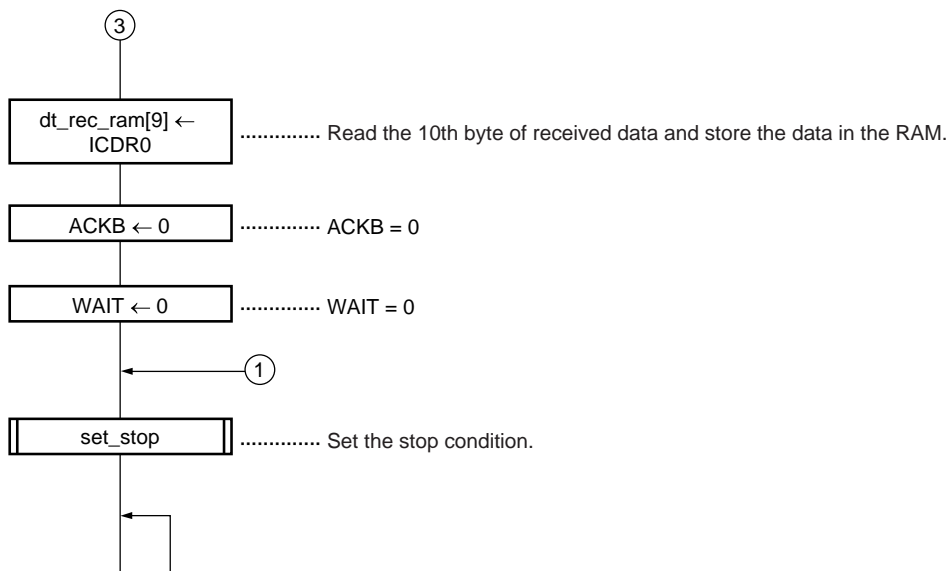 3
dt_rec_ram[9] ←
ICDR0
.............. Read the 10th byte of received data and store the data in the RAM.
ACKB ← 0 .............. ACKB = 0
WAIT ← 0 .............. WAIT = 0
1
set_stop .............. Set the stop condition.